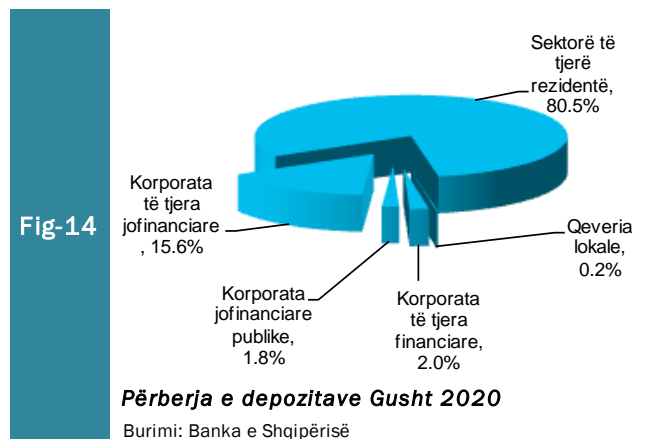 Fig-14
Sektorë të
tjerë
rezidentë,
80.5%
Korporata
të tjera
jofinanciare
, 15.6%
Qeveria
lokale,
0.2%
Korporata
jofinanciare
publike,
1.8%
Korporata
të tjera
financiare,
2.0%
Përberja e depozitave Gusht 2020
Burimi: Banka e Shqipërisë